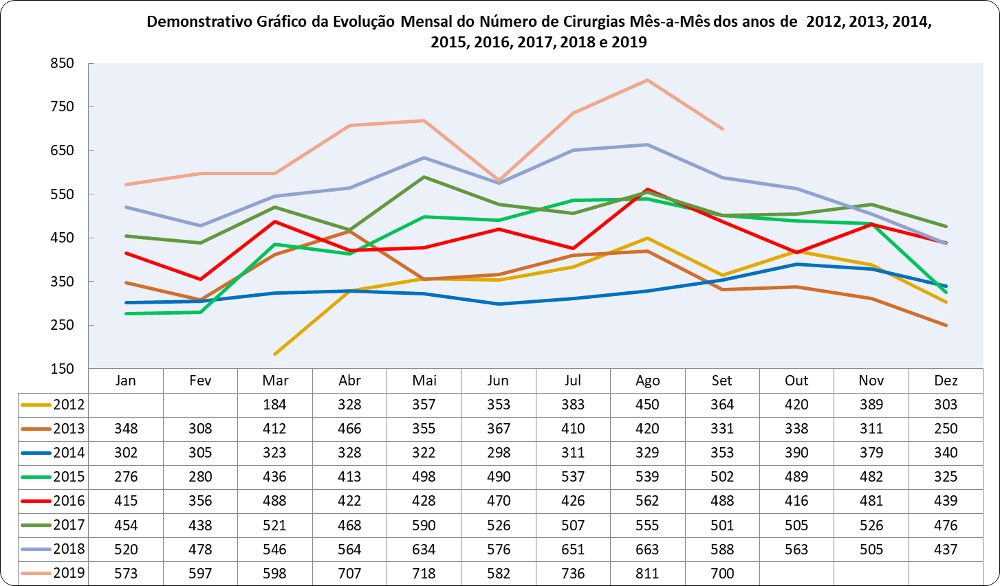 Demonstrativo Gráfico da Evolução Mensal do Número de Cirurgias Mês-a-Mês dos anos de 2012, 2013, 2014,
2015, 2016, 2017, 2018 e 2019
850
750
650
550
450
350
250
150
Jan Fev Mar Abr Mai Jun Jul Ago Set Out Nov Dez
2012 184 328 357 353 383 450 364 420 389 303
2013 348 308 412 466 355 367 410 420 331 338 311 250
2014 302 305 323 328 322 298 311 329 353 390 379 340
2015 276 280 436 413 498 490 537 539 502 489 482 325
2016 415 356 488 422 428 470 426 562 488 416 481 439
2017 454 438 521 468 590 526 507 555 501 505 526 476
2018 520 478 546 564 634 576 651 663 588 563 505 437
2019 573 597 598 707 718 582 736 811 700